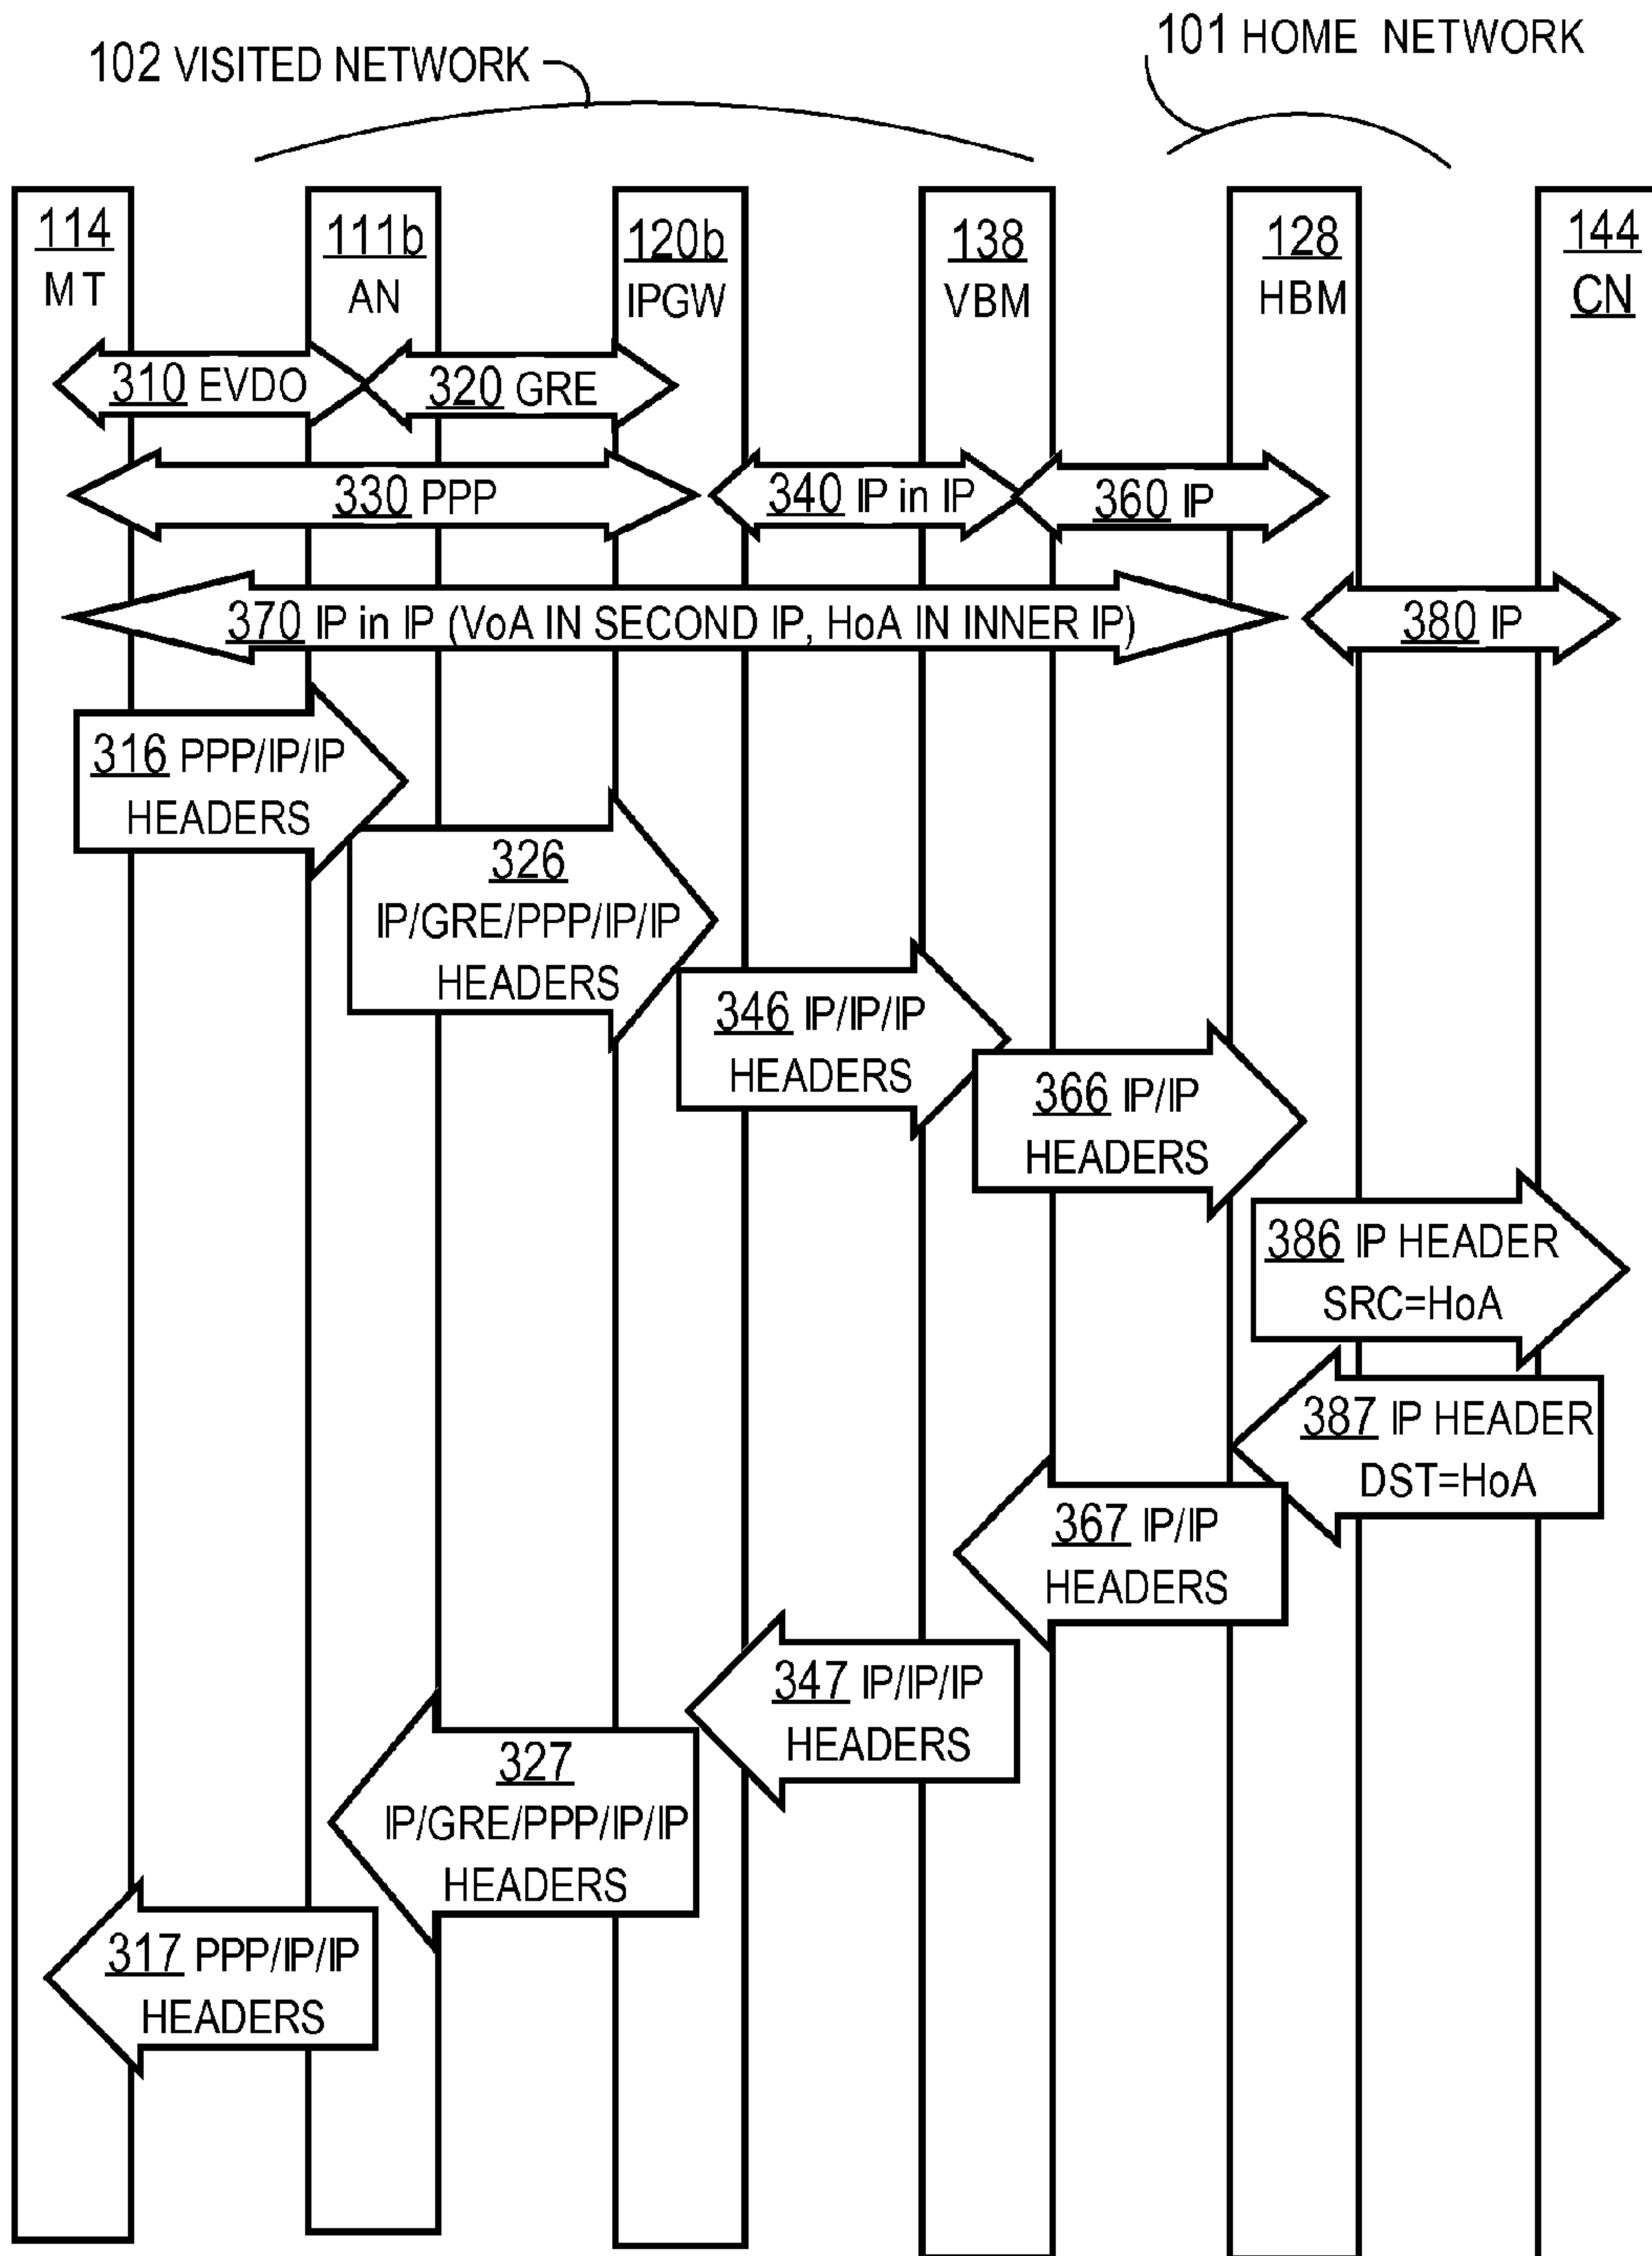 102 VISITED NETWORK
101 HOME NETWORK
114
MT
111b
AN
120b
IPGW
138
VBM
128
HBM
144
CN
310 EVDO
320 GRE
330 PPP
340 IP in IP
360 IP
370 IP in IP (VoA IN SECOND IP, HoA IN INNER IP)
380 IP
316 PPP/IP/IP
HEADERS
326
IP/GRE/PPP/IP/IP
HEADERS
346 IP/IP/IP
HEADERS
366 IP/IP
HEADERS
386 IP HEADER
SRC=HoA
387 IP HEADER
DST=HoA
367 IP/IP
HEADERS
347 IP/IP/IP
HEADERS
327
IP/GRE/PPP/IP/IP
HEADERS
317 PPP/IP/IP
HEADERS